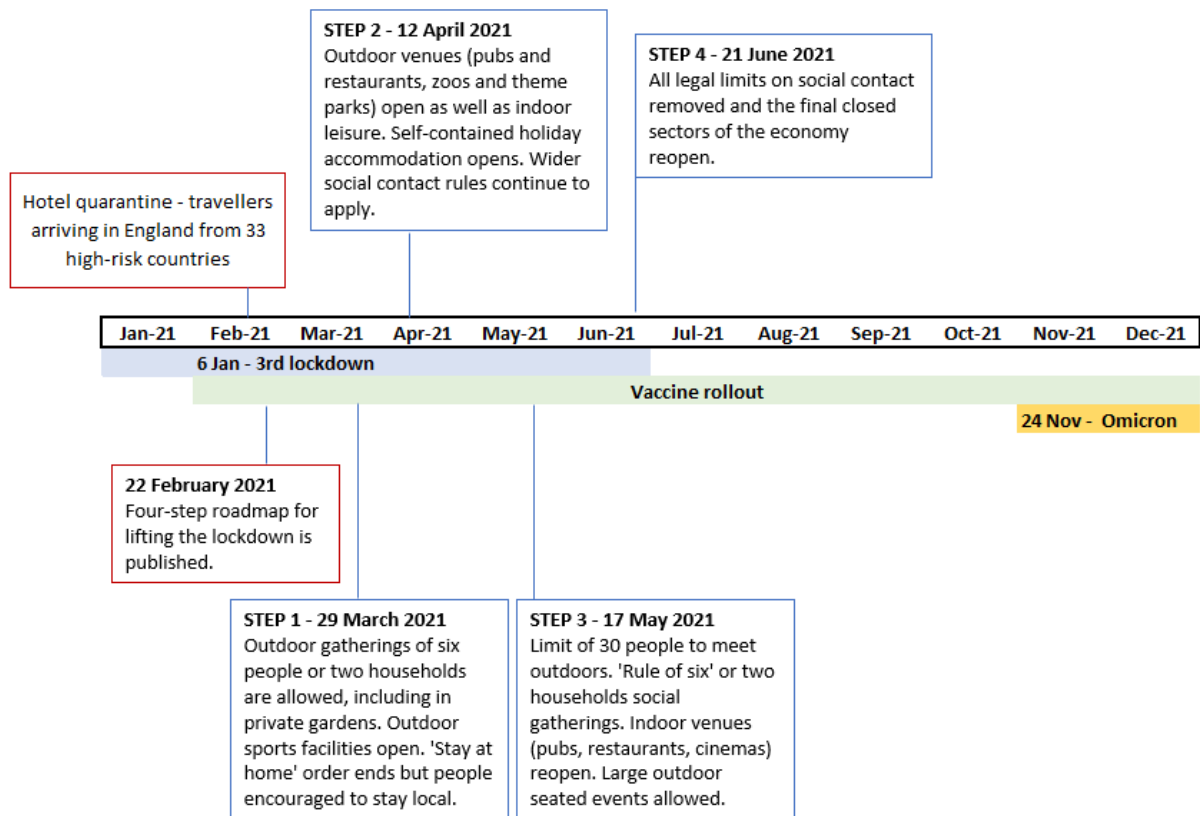 STEP 2 - 12 April 2021
Outdoor venues (pubs and
restaurants, zoos and theme
parks) open as well as indoor
leisure. Self-contained holiday
accommodation opens. Wider
social contact rules continue to
apply.
STEP 4 - 21 June 2021
All legal limits on social contact
removed and the final closed
sectors of the economy
reopen.
Hotel quarantine - travellers
arriving in England from 33
high-risk countries
Jan-21 Feb-21 Mar-21 Apr-21 May-21 Jun-21 Jul-21 Aug-21 Sep-21 Oct-21 Nov-21 Dec-21
6 Jan - 3rd lockdown
Vaccine rollout
24 Nov - Omicron
22 February 2021
Four-step roadmap for
lifting the lockdown is
published.
STEP 1 - 29 March 2021
Outdoor gatherings of six
people or two households
are allowed, including in
private gardens. Outdoor
sports facilities open. 'Stay at
home' order ends but people
encouraged to stay local.
STEP 3 - 17 May 2021
Limit of 30 people to meet
outdoors. 'Rule of six' or two
households social
gatherings. Indoor venues
(pubs, restaurants, cinemas)
reopen. Large outdoor
seated events allowed.